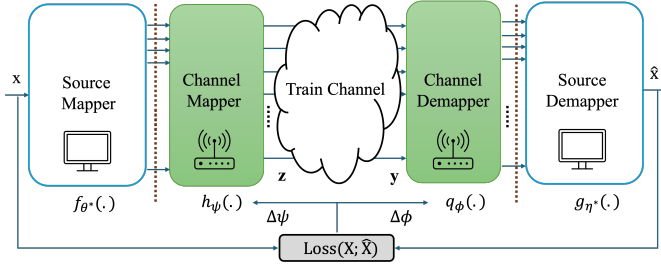 x
Source
Mapper
Channel
Mapper
Train Channel
Channel
Demapper
Source
Demapper
x̂
z
y
f_θ*(.)
h_ψ(.)
q_ϕ(.)
g_η*(.)
Δψ
Δϕ
Loss(X; X̂)